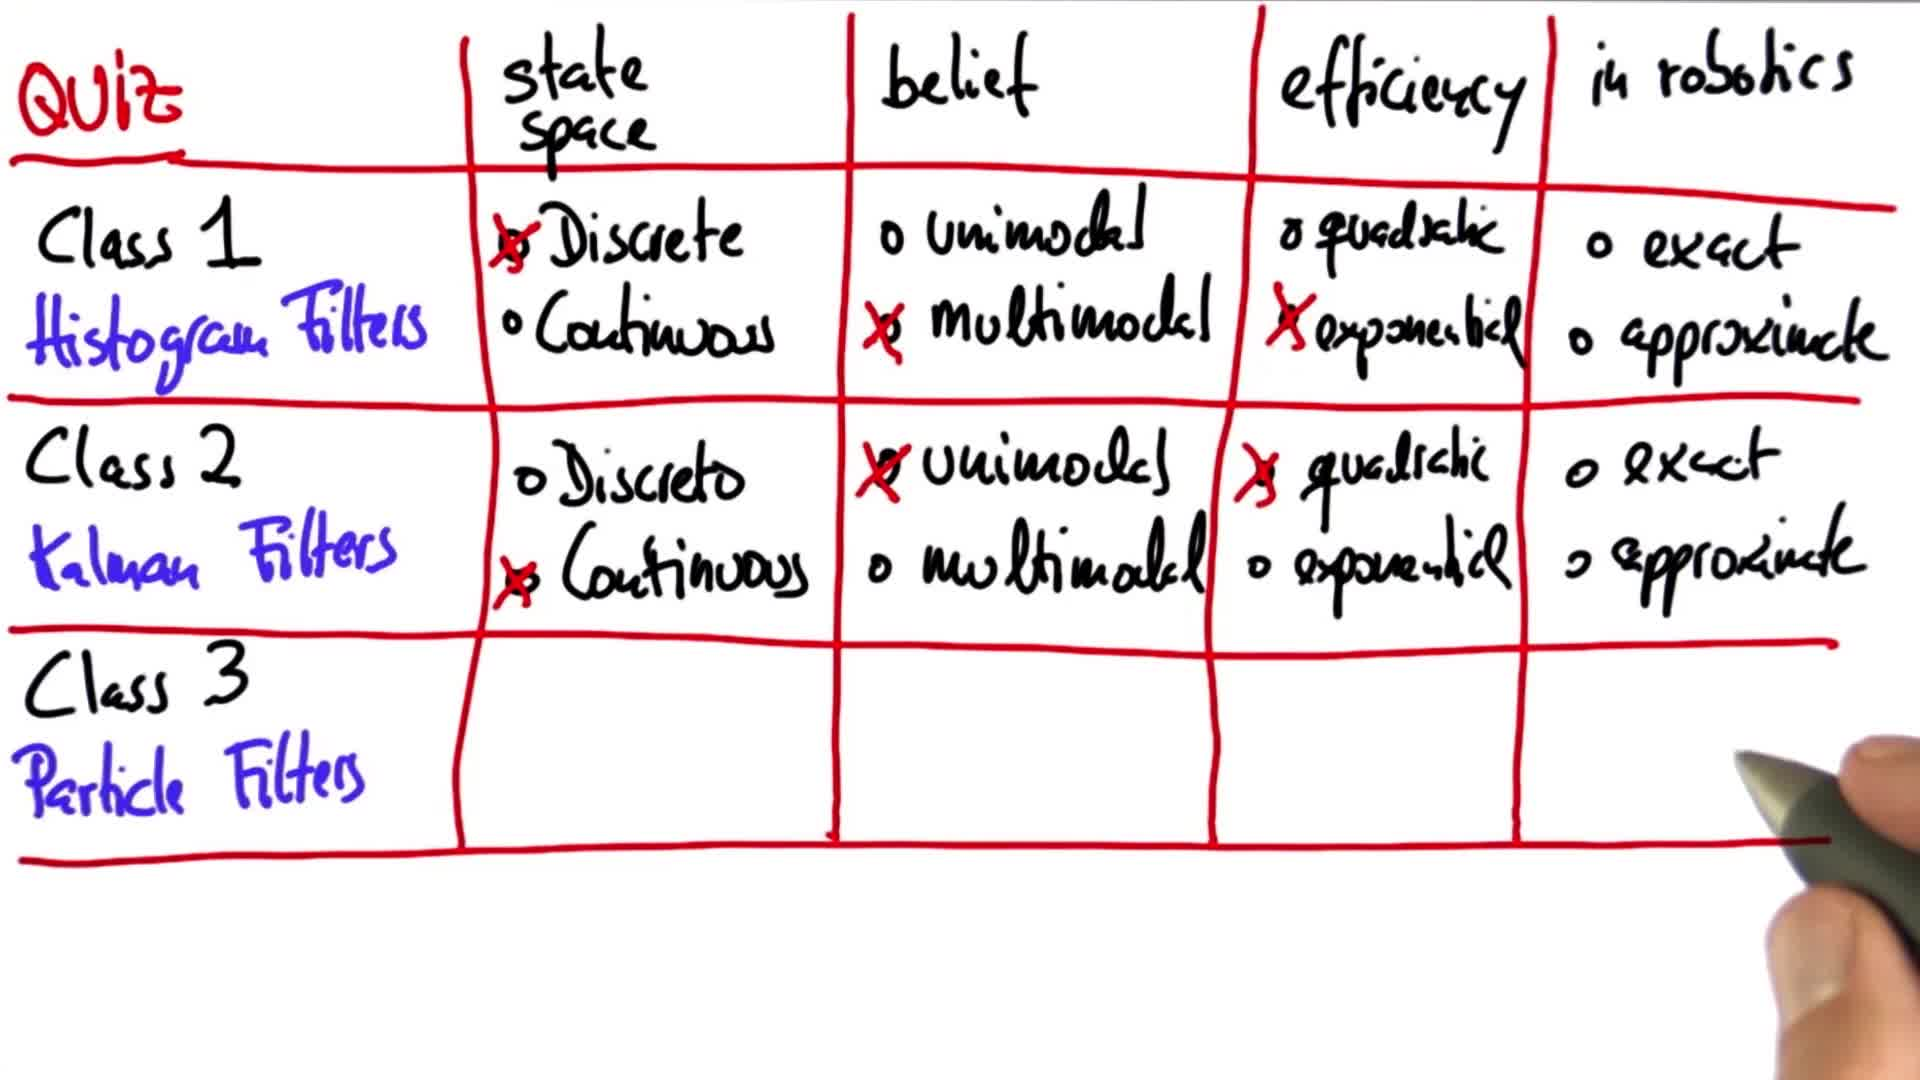 QUiz
state
space
belief
efficiency
in robotics
Class 1
Histogram Filters
Discrete
Continuous
unimodal
multimodal
quadratic
exponential
exact
approximate
Class 2
Kalman Filters
Discrete
Continuous
unimodal
multimodal
quadratic
exponential
exact
approximate
Class 3
Particle Filters